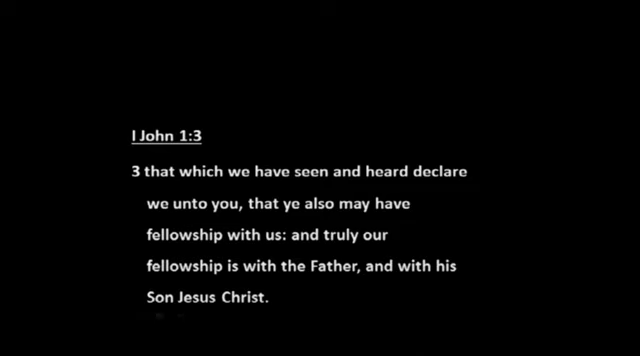 I John 1:3
3 that which we have seen and heard declare
we unto you, that ye also may have
fellowship with us: and truly our
fellowship is with the Father, and with his
Son Jesus Christ.